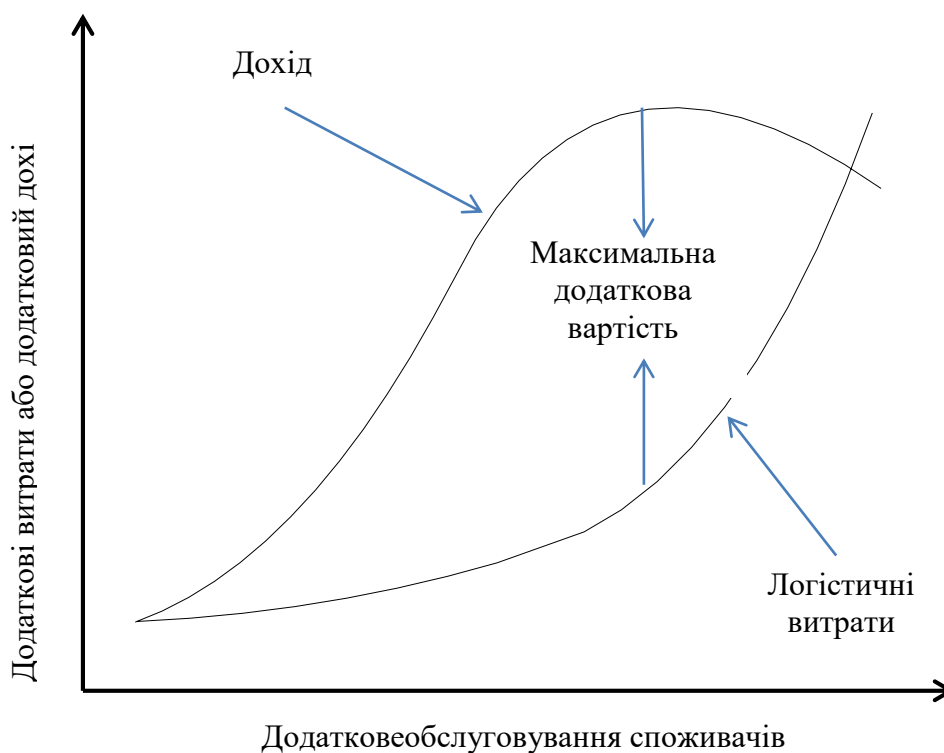 Дохід
Максимальна
додаткова
вартість
Логістичні
витрати
Додаткові витрати або додатковий дохі
Додатковеобслуговування споживачів